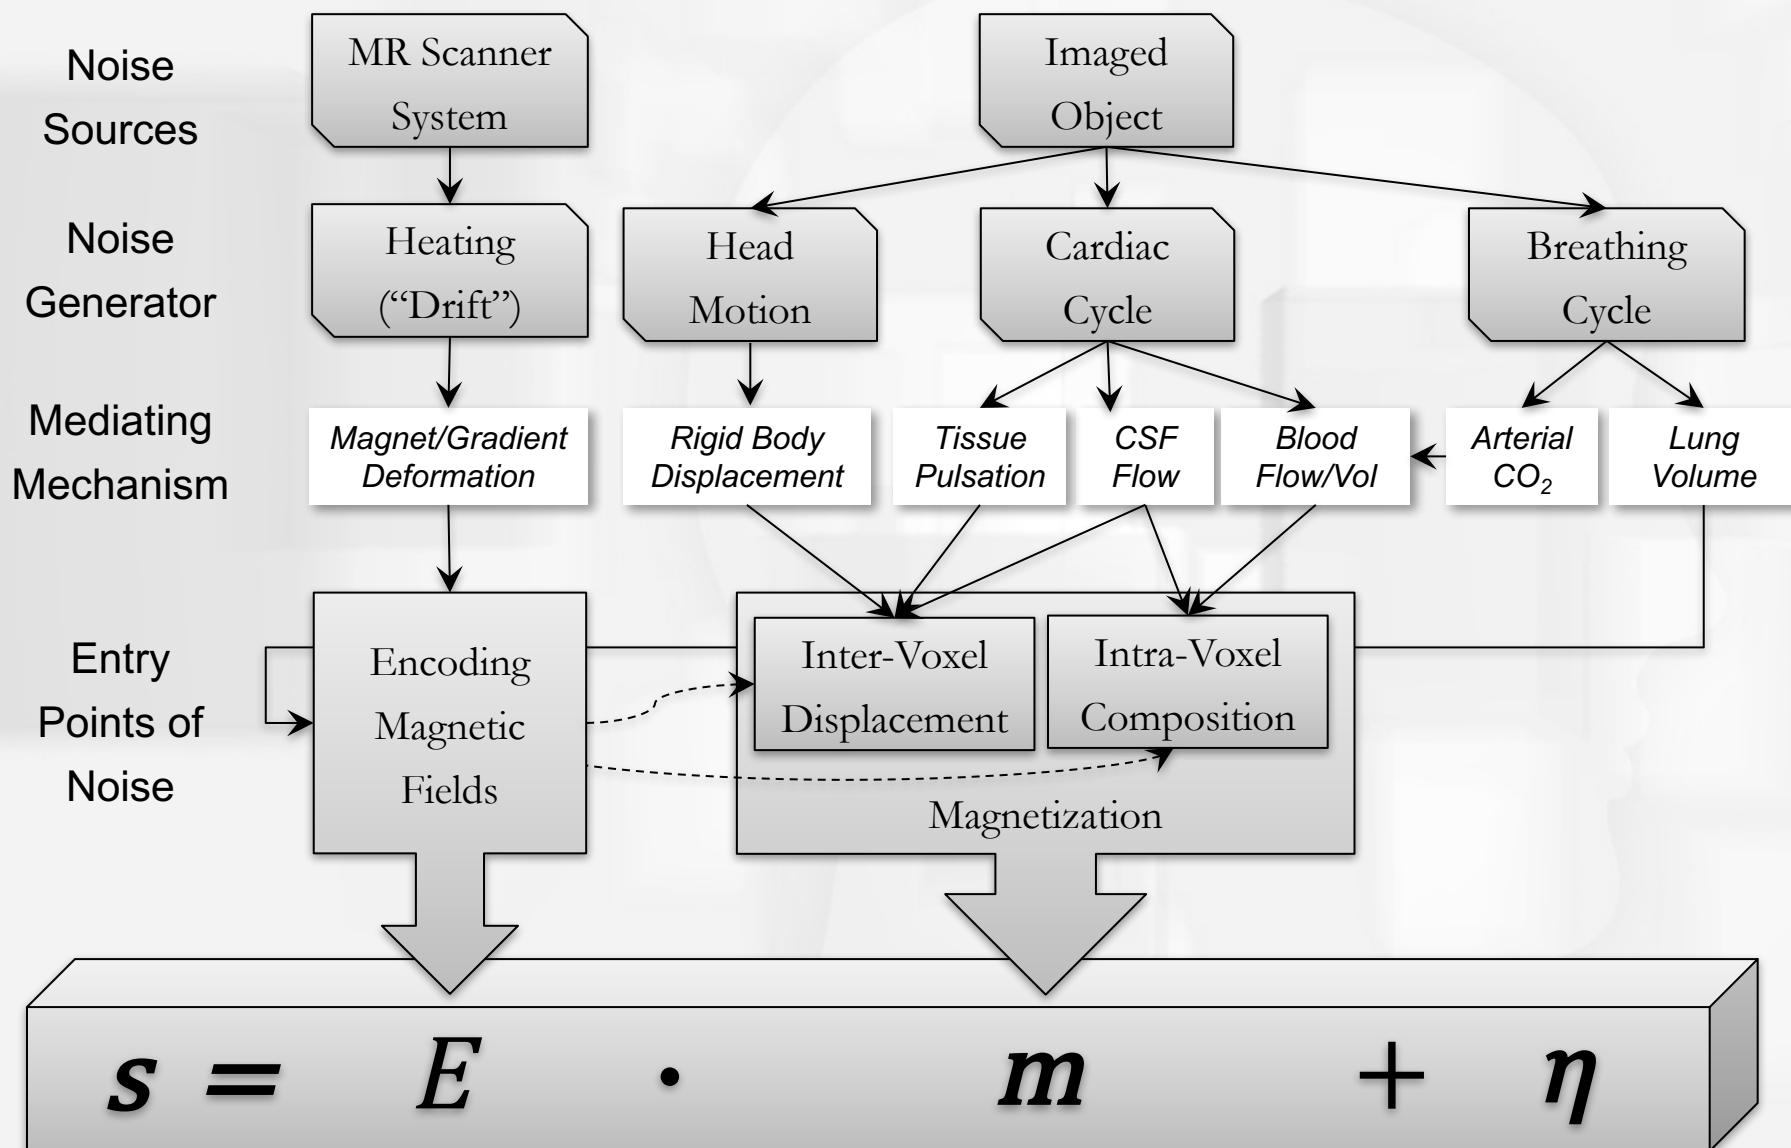 Noise
Sources
MR Scanner
System
Imaged
Object
Noise
Generator
Heating
(“Drift”)
Head
Motion
Cardiac
Cycle
Breathing
Cycle
Mediating
Mechanism
Magnet/Gradient
Deformation
Rigid Body
Displacement
Tissue
Pulsation
CSF
Flow
Blood
Flow/Vol
Arterial
CO₂
Lung
Volume
Entry
Points of
Noise
Encoding
Magnetic
Fields
Inter-Voxel
Displacement
Intra-Voxel
Composition
Magnetization
s = E · m + η